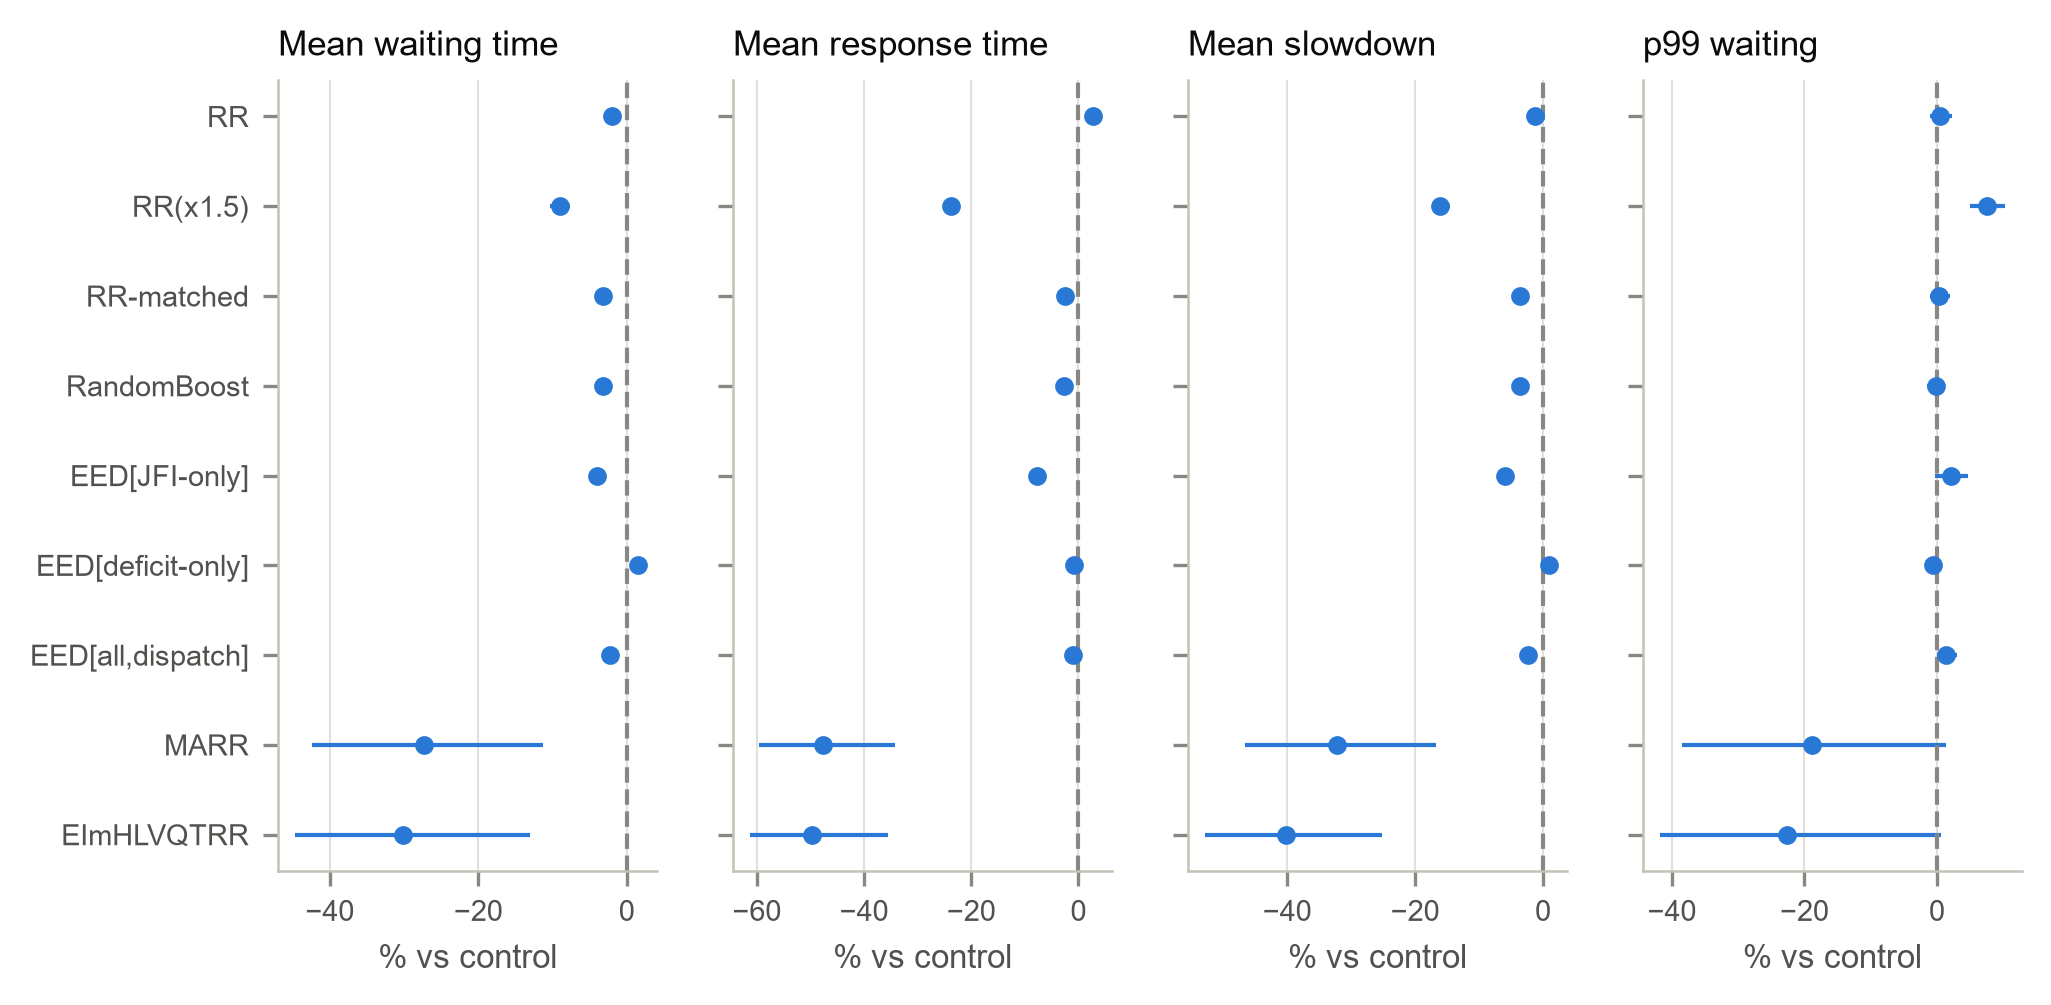 Mean waiting time
Mean response time
Mean slowdown
p99 waiting
RR
RR(x1.5)
RR-matched
RandomBoost
EED[JFI-only]
EED[deficit-only]
EED[all,dispatch]
MARR
EImHLVQTRR
−40 −20 0
−60 −40 −20 0
−40 −20 0
−40 −20 0
% vs control
% vs control
% vs control
% vs control